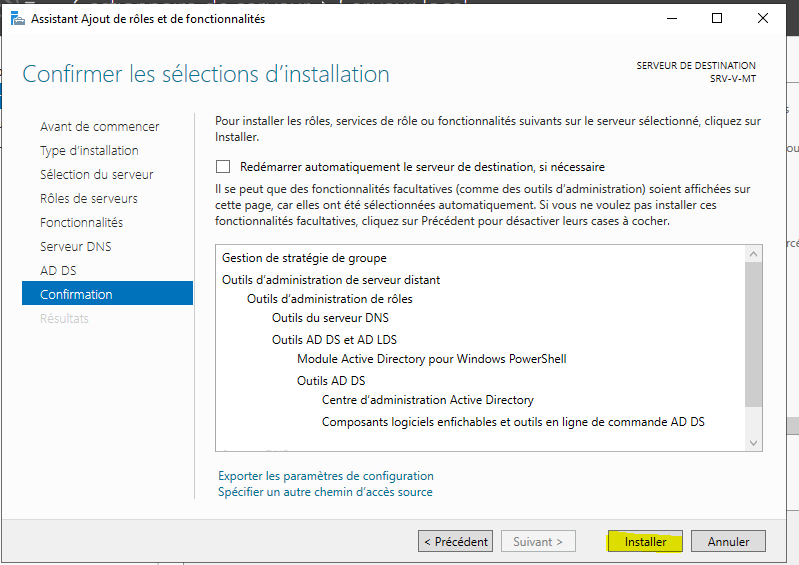 Assistant Ajout de rôles et de fonctionnalités
Confirmer les sélections d'installation
SERVEUR DE DESTINATION
SRV-V-MT
Avant de commencer
Type d'installation
Sélection du serveur
Rôles de serveurs
Fonctionnalités
Serveur DNS
AD DS
Confirmation
Résultats
Pour installer les rôles, services de rôle ou fonctionnalités suivants sur le serveur sélectionné, cliquez sur
Installer.
Redémarrer automatiquement le serveur de destination, si nécessaire
Il se peut que des fonctionnalités facultatives (comme des outils d'administration) soient affichées sur
cette page, car elles ont été sélectionnées automatiquement. Si vous ne voulez pas installer ces
fonctionnalités facultatives, cliquez sur Précédent pour désactiver leurs cases à cocher.
Gestion de stratégie de groupe
Outils d'administration de serveur distant
Outils d'administration de rôles
Outils du serveur DNS
Outils AD DS et AD LDS
Module Active Directory pour Windows PowerShell
Outils AD DS
Centre d'administration Active Directory
Composants logiciels enfichables et outils en ligne de commande AD DS
Exporter les paramètres de configuration
Spécifier un autre chemin d'accès source
< Précédent
Suivant >
Installer
Annuler